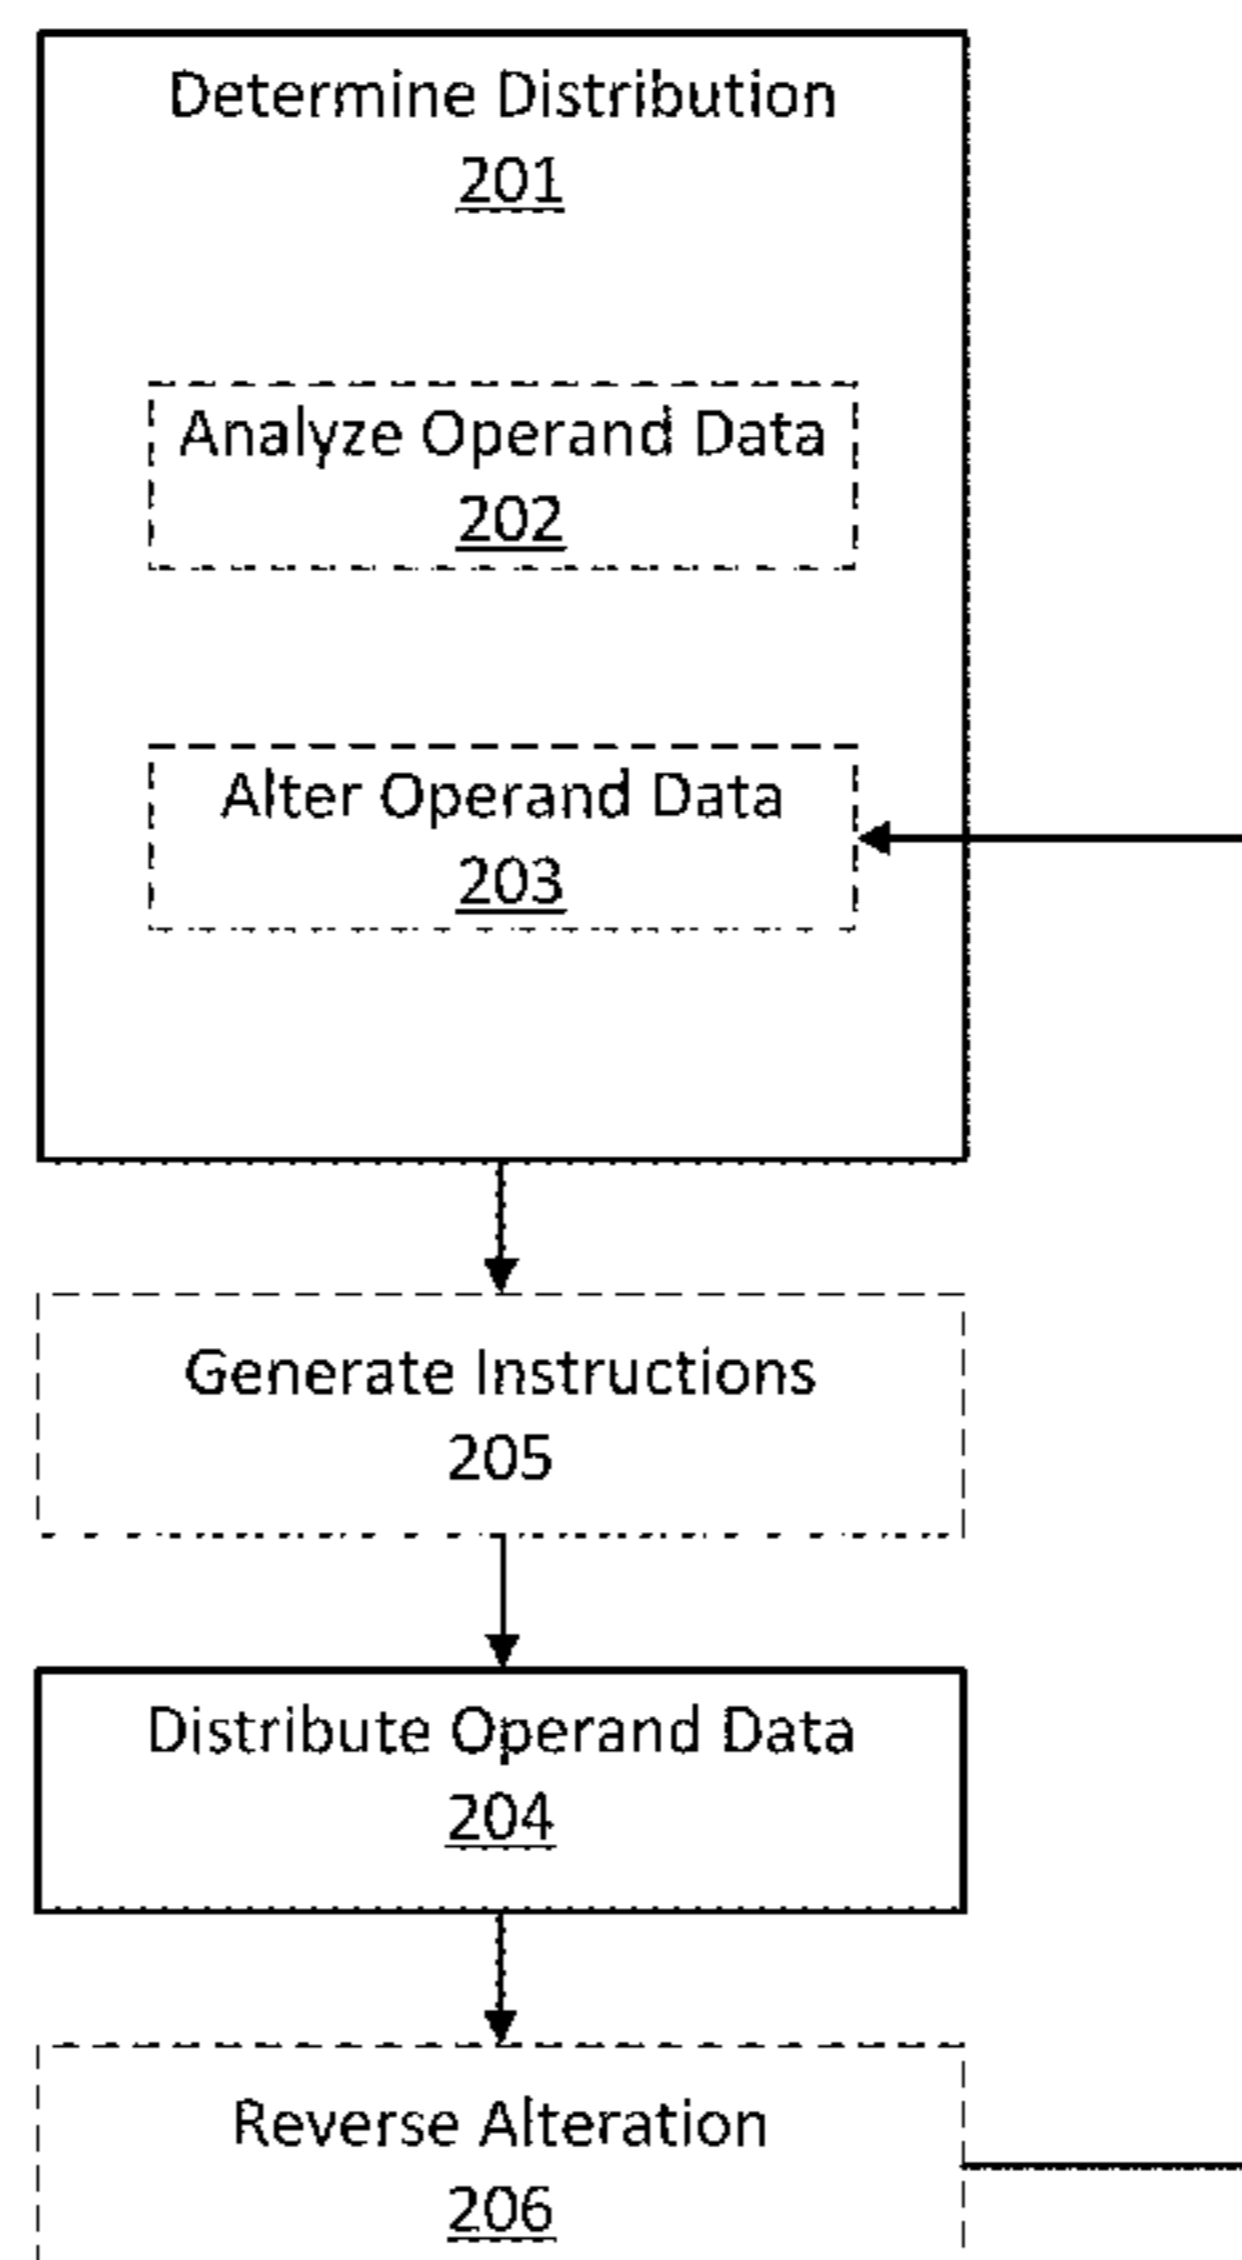 Determine Distribution
201
Analyze Operand Data
202
Alter Operand Data
203
Generate Instructions
205
Distribute Operand Data
204
Reverse Alteration
206